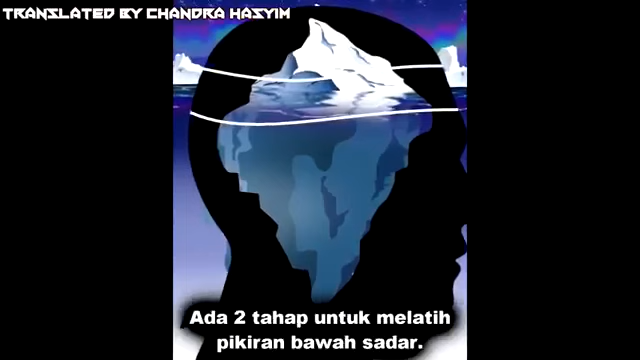 TRANSLATED BY CHANDRA HASYIM
Ada 2 tahap untuk melatih
pikiran bawah sadar.